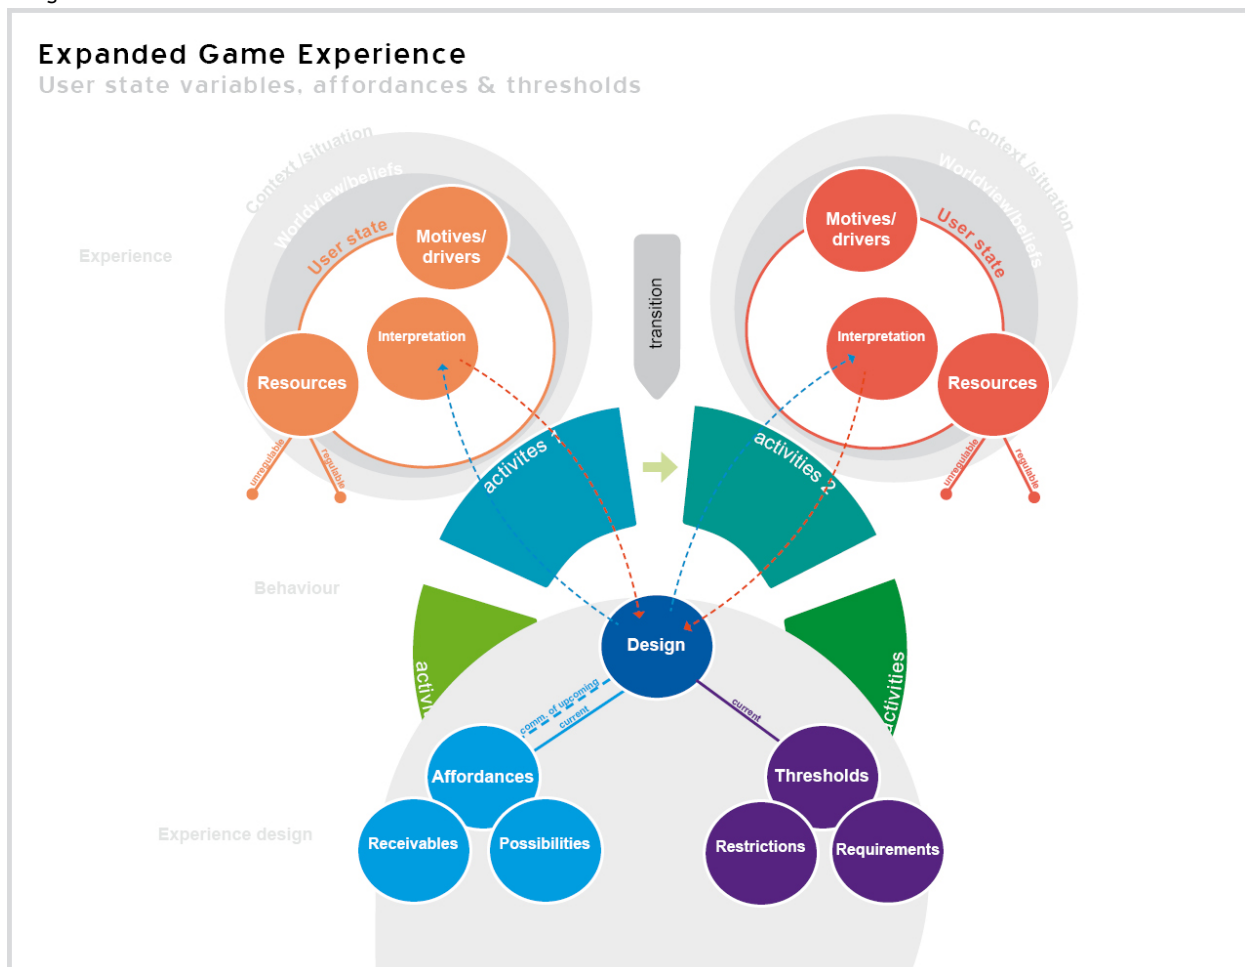 Expanded Game Experience
User state variables, affordances & thresholds
Context /situation
Worldview/beliefs
User state
Motives/
drivers
Interpretation
Resources
unregulable
regulable
Experience
transition
Context /situation
Worldview/beliefs
User state
Motives/
drivers
Interpretation
Resources
unregulable
regulable
activites 1
activities 2
Behaviour
activi
activities
Design
comm. of upcoming
current
current
Affordances
Receivables
Possibilities
Thresholds
Restrictions
Requirements
Experience design